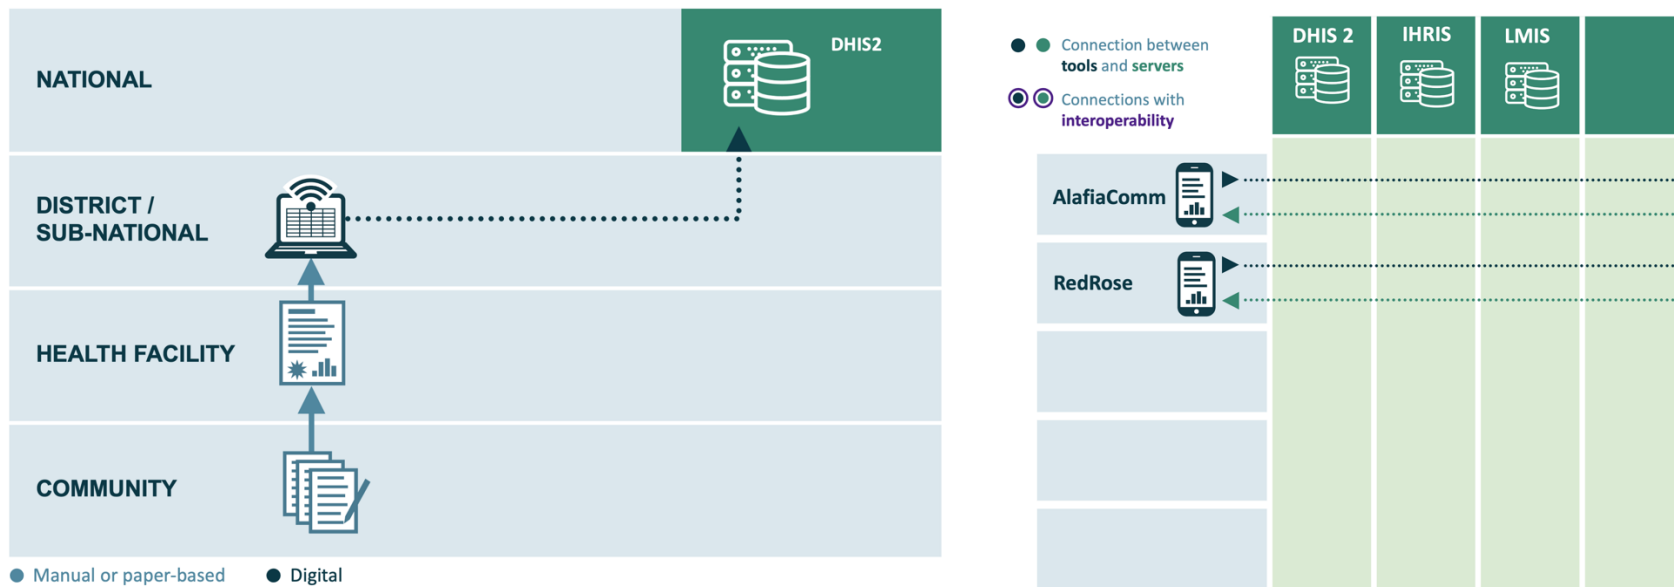 NATIONAL
DHIS2
DISTRICT /
SUB-NATIONAL
HEALTH FACILITY
COMMUNITY
Manual or paper-based
Digital
Connection between
tools and servers
Connections with
interoperability
DHIS 2
IHRIS
LMIS
AlafiaComm
RedRose